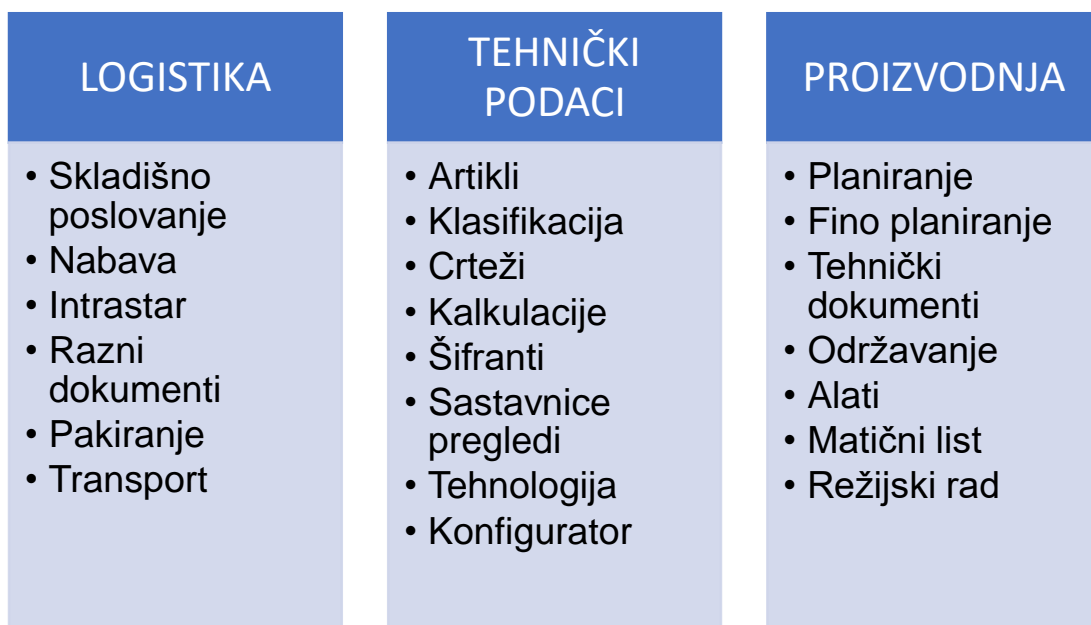 LOGISTIKA
• Skladišno
poslovanje
• Nabava
• Intrastar
• Razni
dokumenti
• Pakiranje
• Transport
TEHNIČKI
PODACI
• Artikli
• Klasifikacija
• Crteži
• Kalkulacije
• Šifranti
• Sastavnice
pregledi
• Tehnologija
• Konfigurator
PROIZVODNJA
• Planiranje
• Fino planiranje
• Tehnički
dokumenti
• Održavanje
• Alati
• Matični list
• Režijski rad